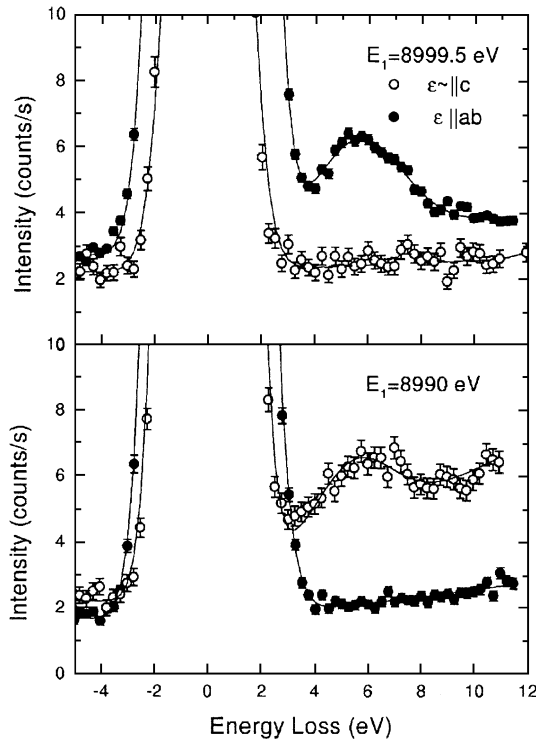 10
8
6
4
2
Intensity (counts/s)
E1=8999.5 eV
ε~||c
ε ||ab
10
8
6
4
2
0
Intensity (counts/s)
E1=8990 eV
-4 -2 0 2 4 6 8 10 12
Energy Loss (eV)